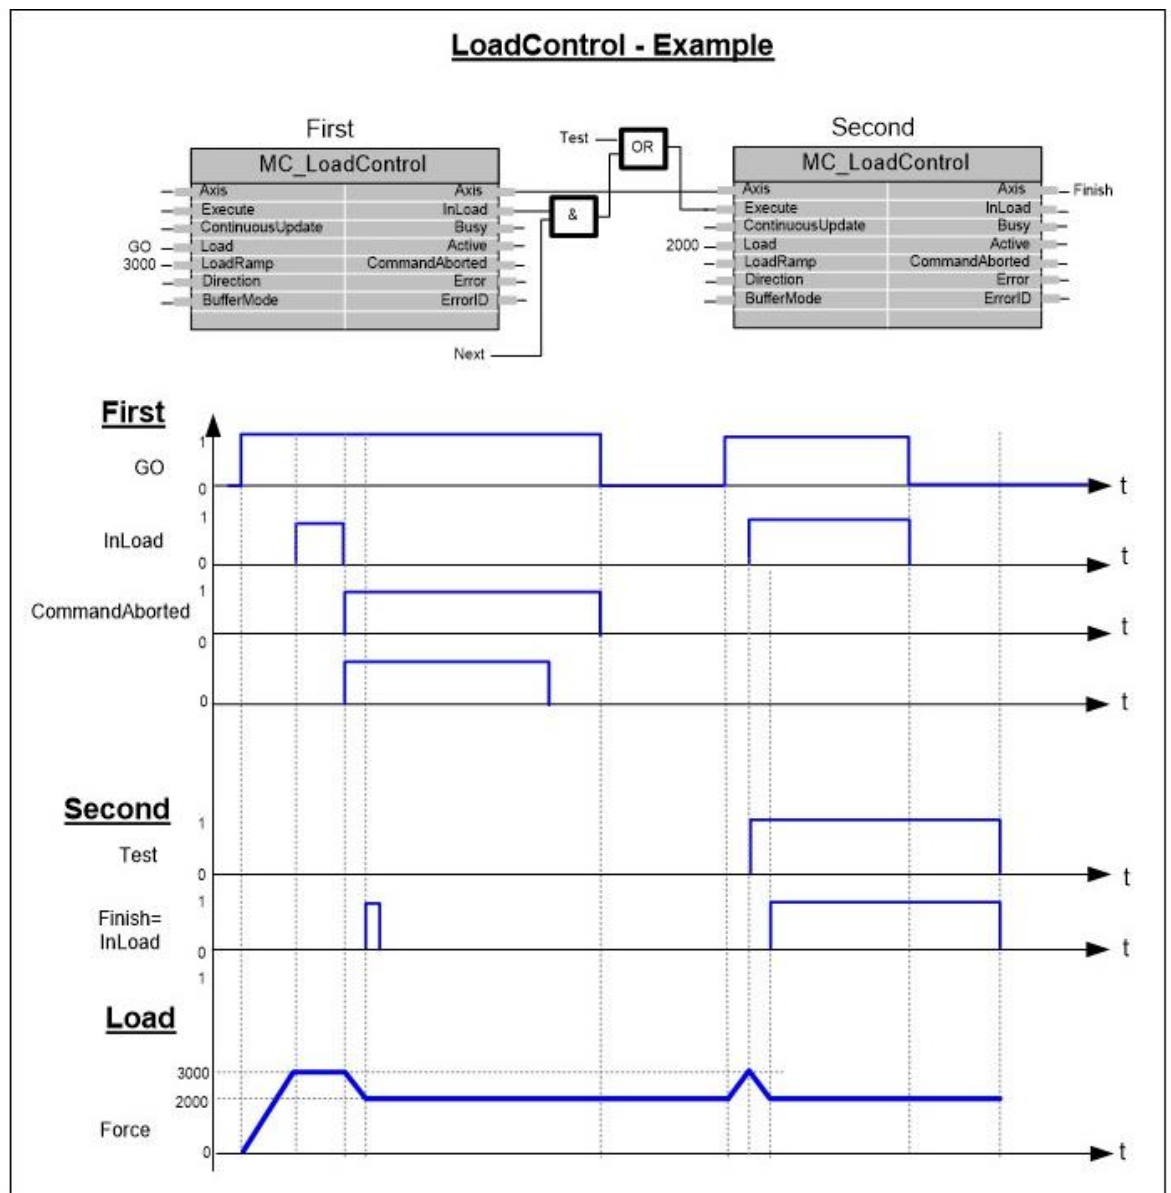 LoadControl - Example
First
Test
OR
Second
MC_LoadControl
MC_LoadControl
Axis Axis
Axis Axis
Finish
Execute InLoad
&
Execute InLoad
ContinuousUpdate Busy
ContinuousUpdate Busy
GO
Load Active
2000
Load Active
3000
LoadRamp CommandAborted
LoadRamp CommandAborted
Direction Error
Direction Error
BufferMode ErrorID
BufferMode ErrorID
Next
First
1
GO
0
t
1
InLoad
0
t
1
CommandAborted
0
t
0
t
Second
1
Test
0
t
1
Finish=
InLoad
0
t
1
Load
3000
2000
Force
0
t